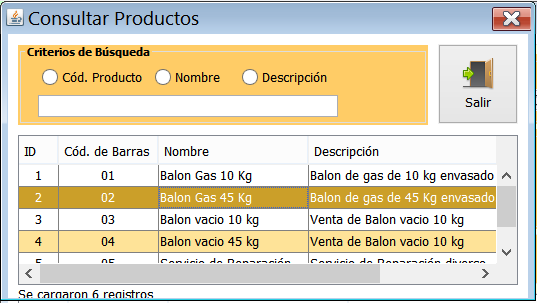 Consultar Productos
Criterios de Búsqueda
Cód. Producto Nombre Descripción
Salir
ID Cód. de Barras Nombre Descripción
1 01 Balon Gas 10 Kg Balon de gas de 10 kg envasado
2 02 Balon Gas 45 Kg Balon de gas de 45 kg envasado
3 03 Balon vacio 10 kg Venta de Balon vacio 10 kg
4 04 Balon vacio 45 kg Venta de Balon vacio 10 kg
5 05 Servicio de Reparación Servicio de Reparación diverso
Se cargaron 6 registros